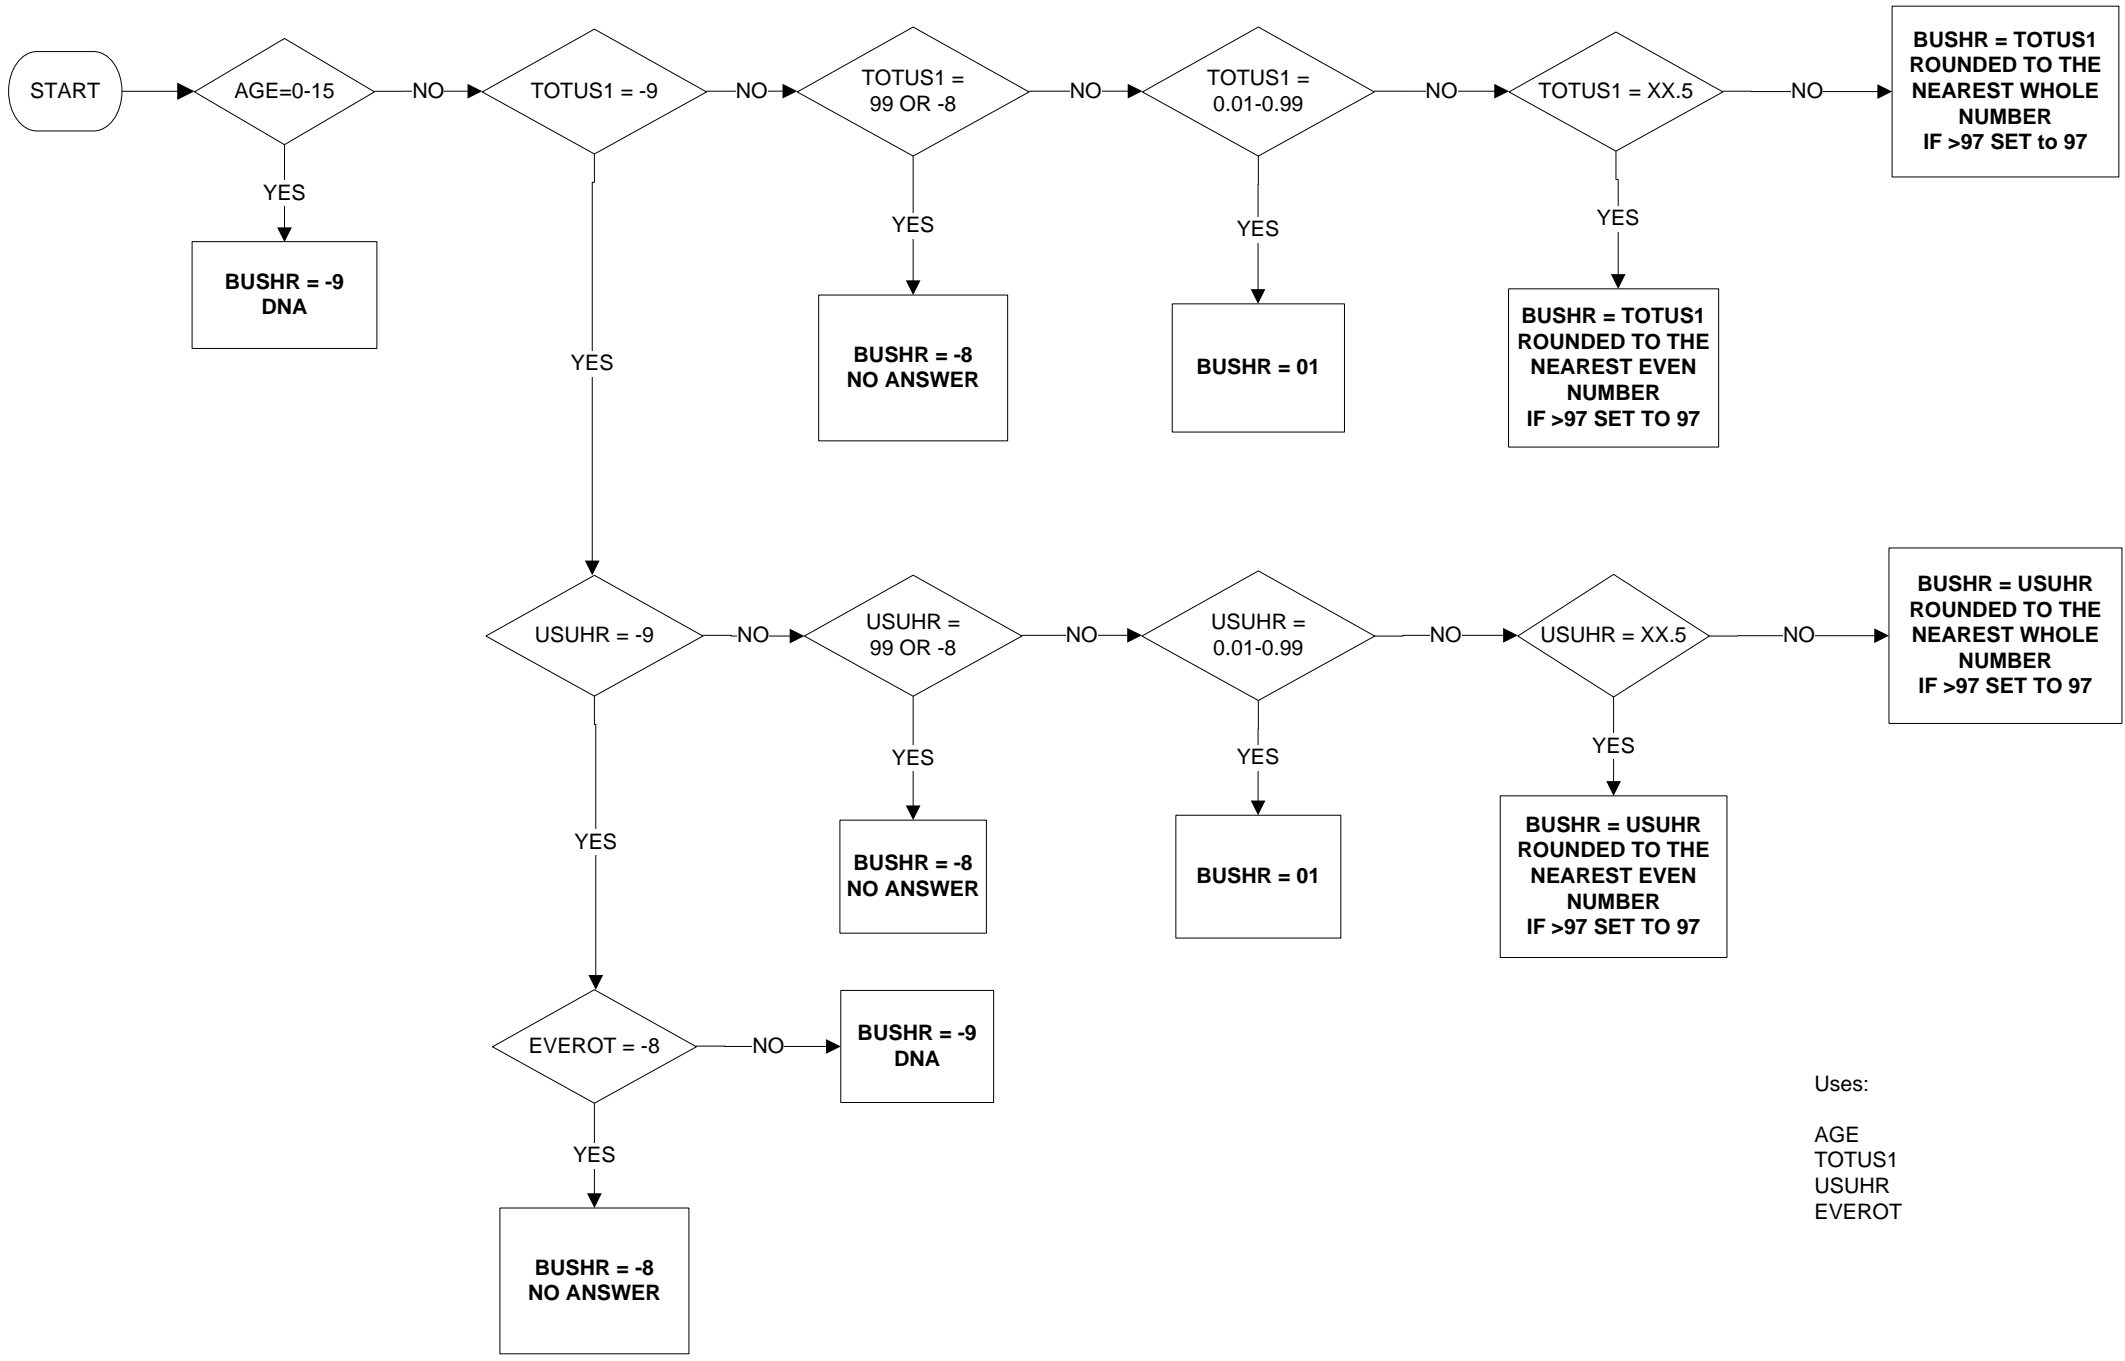 START
AGE=0-15
NO
TOTUS1 = -9
NO
TOTUS1 =
99 OR -8
NO
TOTUS1 =
0.01-0.99
NO
TOTUS1 = XX.5
NO
BUSHR = TOTUS1
ROUNDED TO THE
NEAREST WHOLE
NUMBER
IF >97 SET to 97
YES
BUSHR = -9
DNA
YES
YES
BUSHR = -8
NO ANSWER
YES
BUSHR = 01
YES
BUSHR = TOTUS1
ROUNDED TO THE
NEAREST EVEN
NUMBER
IF >97 SET TO 97
USUHR = -9
NO
USUHR =
99 OR -8
NO
USUHR =
0.01-0.99
NO
USUHR = XX.5
NO
BUSHR = USUHR
ROUNDED TO THE
NEAREST WHOLE
NUMBER
IF >97 SET TO 97
YES
YES
BUSHR = -8
NO ANSWER
YES
BUSHR = 01
YES
BUSHR = USUHR
ROUNDED TO THE
NEAREST EVEN
NUMBER
IF >97 SET TO 97
EVEROT = -8
NO
BUSHR = -9
DNA
YES
BUSHR = -8
NO ANSWER
Uses:
AGE
TOTUS1
USUHR
EVEROT